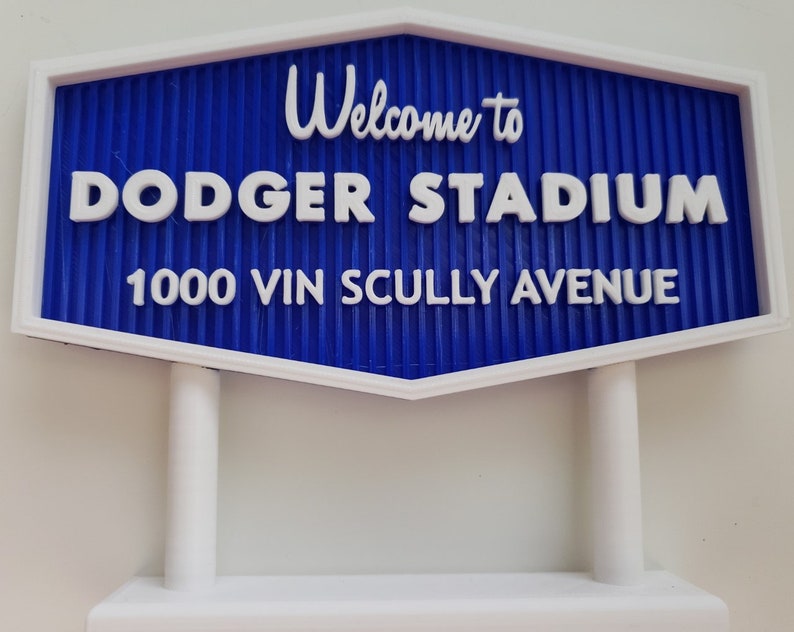 Welcome to
DODGER STADIUM
1000 VIN SCULLY AVENUE